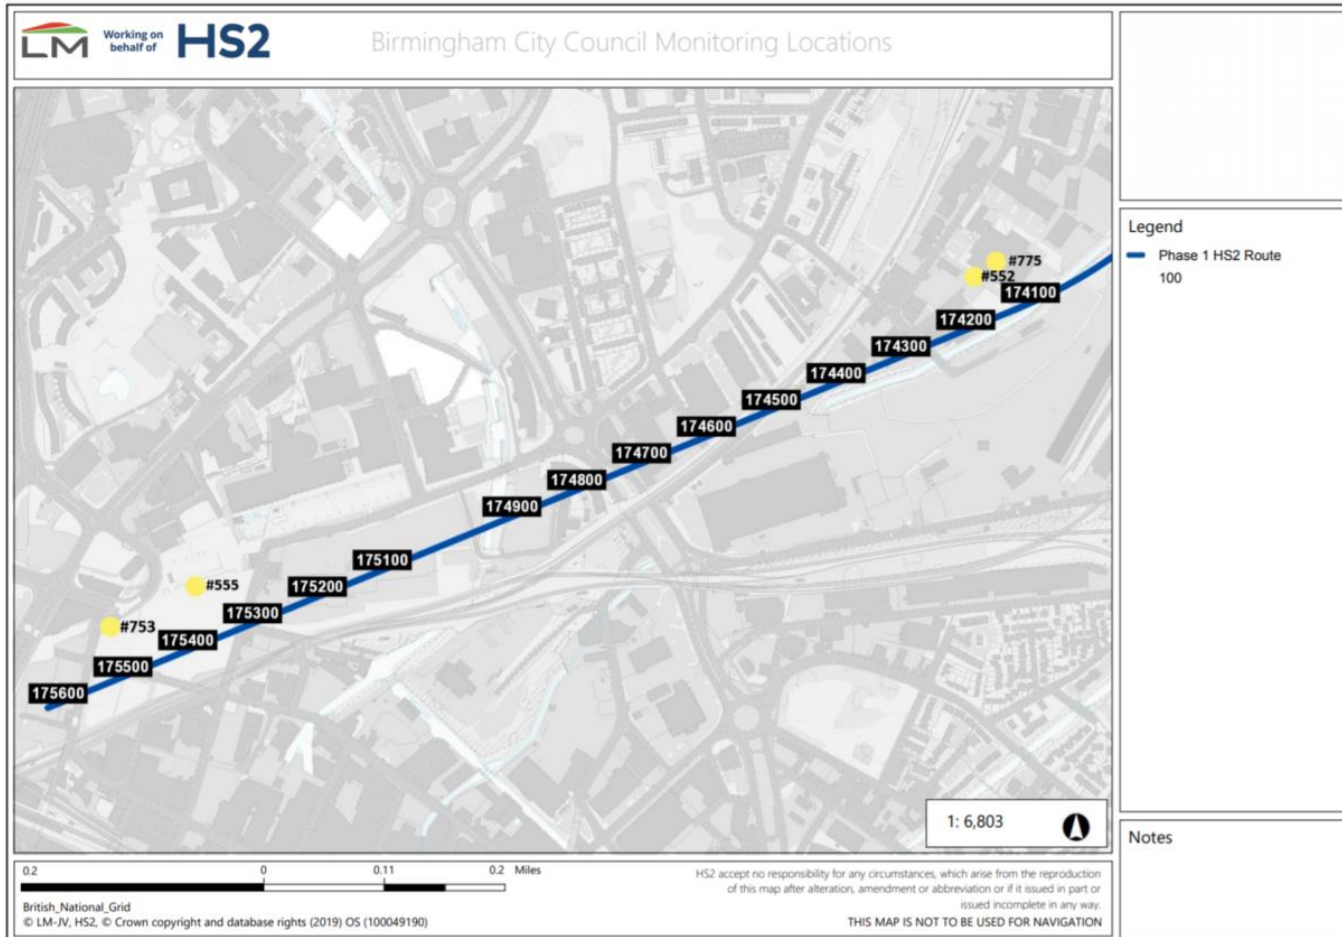 LM
Working on
behalf of
HS2
Birmingham City Council Monitoring Locations
Legend
Phase 1 HS2 Route
100
#775
#552
174100
174200
174300
174400
174500
174600
174700
174800
174900
175100
#555
175200
175300
#753
175400
175500
175600
1: 6,803
Notes
0.2 0 0.11 0.2 Miles
British_National_Grid
© LM-JV, HS2, © Crown copyright and database rights (2019) OS (100049190)
HS2 accept no responsibility for any circumstances, which arise from the reproduction
of this map after alteration, amendment or abbreviation or if it issued in part or
issued incomplete in any way.
THIS MAP IS NOT TO BE USED FOR NAVIGATION